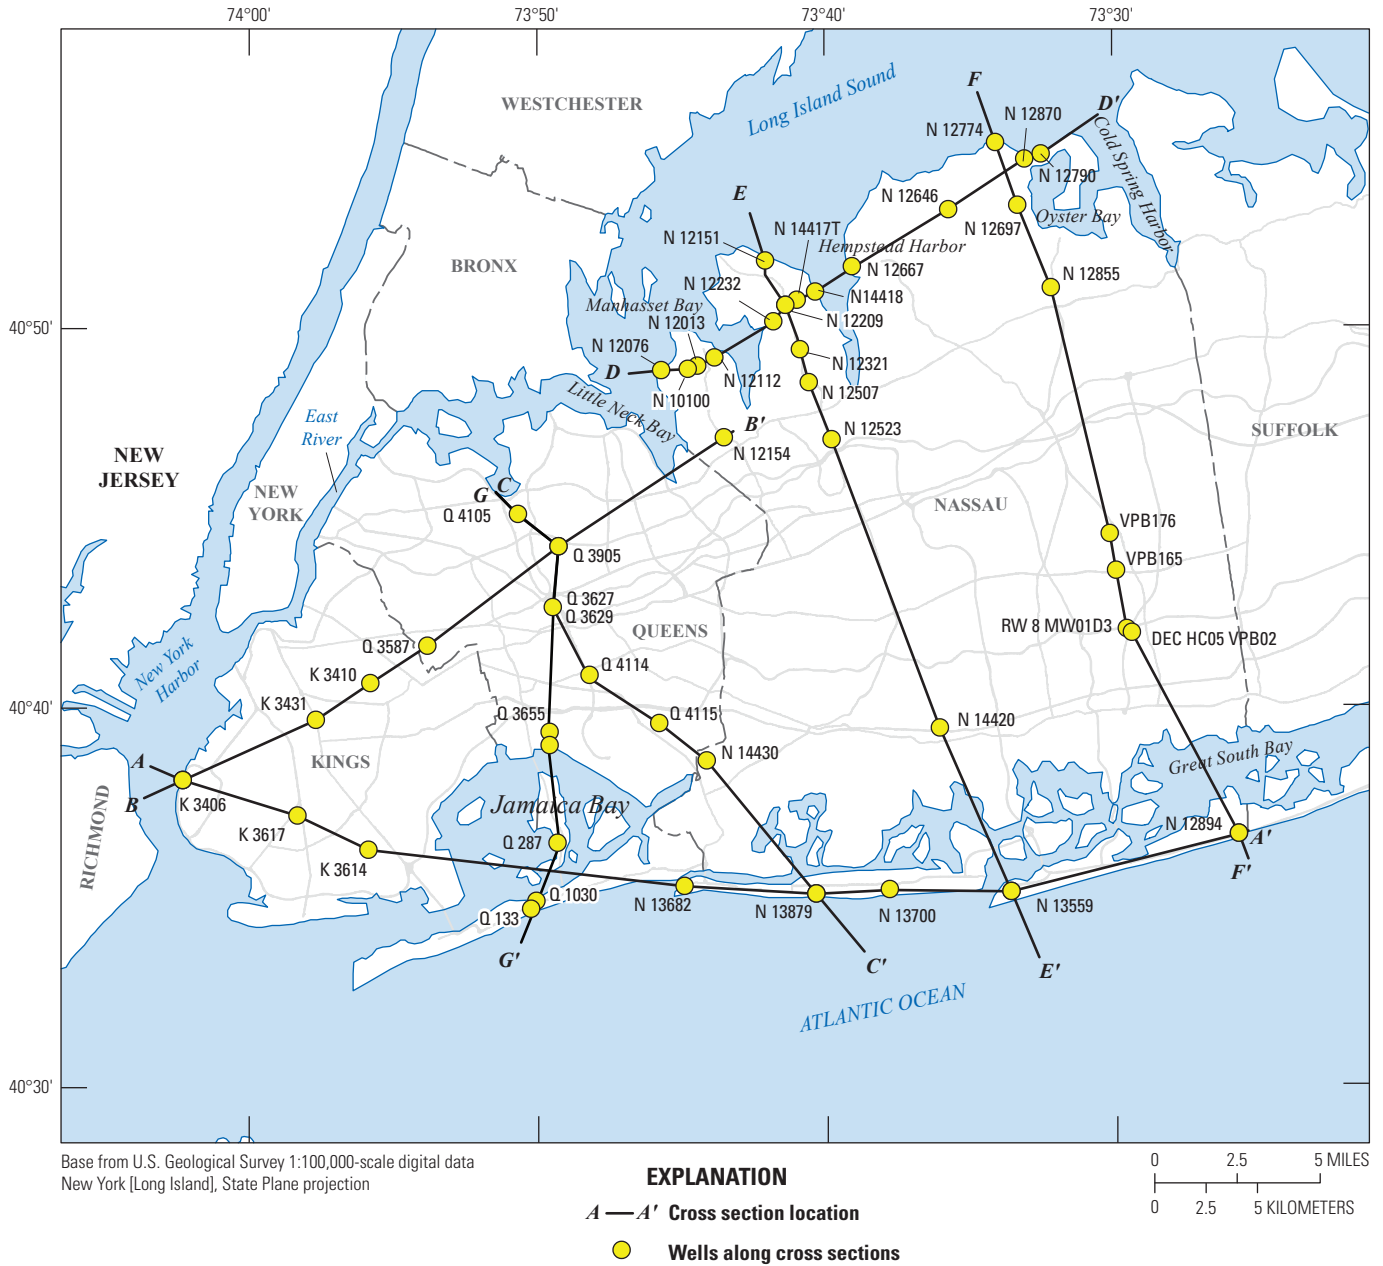 74°00'
73°50'
73°40'
73°30'
WESTCHESTER
Long Island Sound
F
N 12870
D'
N 12774
Cold Spring Harbor
N 12790
E
N 12646
Oyster Bay
N 14417T
N 12697
N 12151
Hempstead Harbor
BRONX
N 12667
N 12855
N 12232
N14418
Manhasset Bay
N 12013
N 12209
40°50'
N 12076
N 12321
D
N 12112
N 12507
N 10100
Little Neck Bay
East
River
B'
N 12523
SUFFOLK
NEW
JERSEY
N 12154
NEW
YORK
G
C
NASSAU
Q 4105
VPB176
Q 3905
VPB165
Q 3627
Q 3629
RW 8 MW01D3
QUEENS
DEC HC05 VPB02
Q 3587
New York
Harbor
K 3410
Q 4114
K 3431
40°40'
Q 3655
Q 4115
N 14420
N 14430
Great South Bay
A
KINGS
B
K 3406
Jamaica Bay
RICHMOND
K 3617
N 12894
A'
Q 287
K 3614
F'
Q 1030
N 13682
N 13879
N 13700
N 13559
Q 133
G'
C'
E'
ATLANTIC OCEAN
40°30'
Base from U.S. Geological Survey 1:100,000-scale digital data
New York [Long Island], State Plane projection
0 2.5 5 MILES
0 2.5 5 KILOMETERS
EXPLANATION
A A' Cross section location
Wells along cross sections